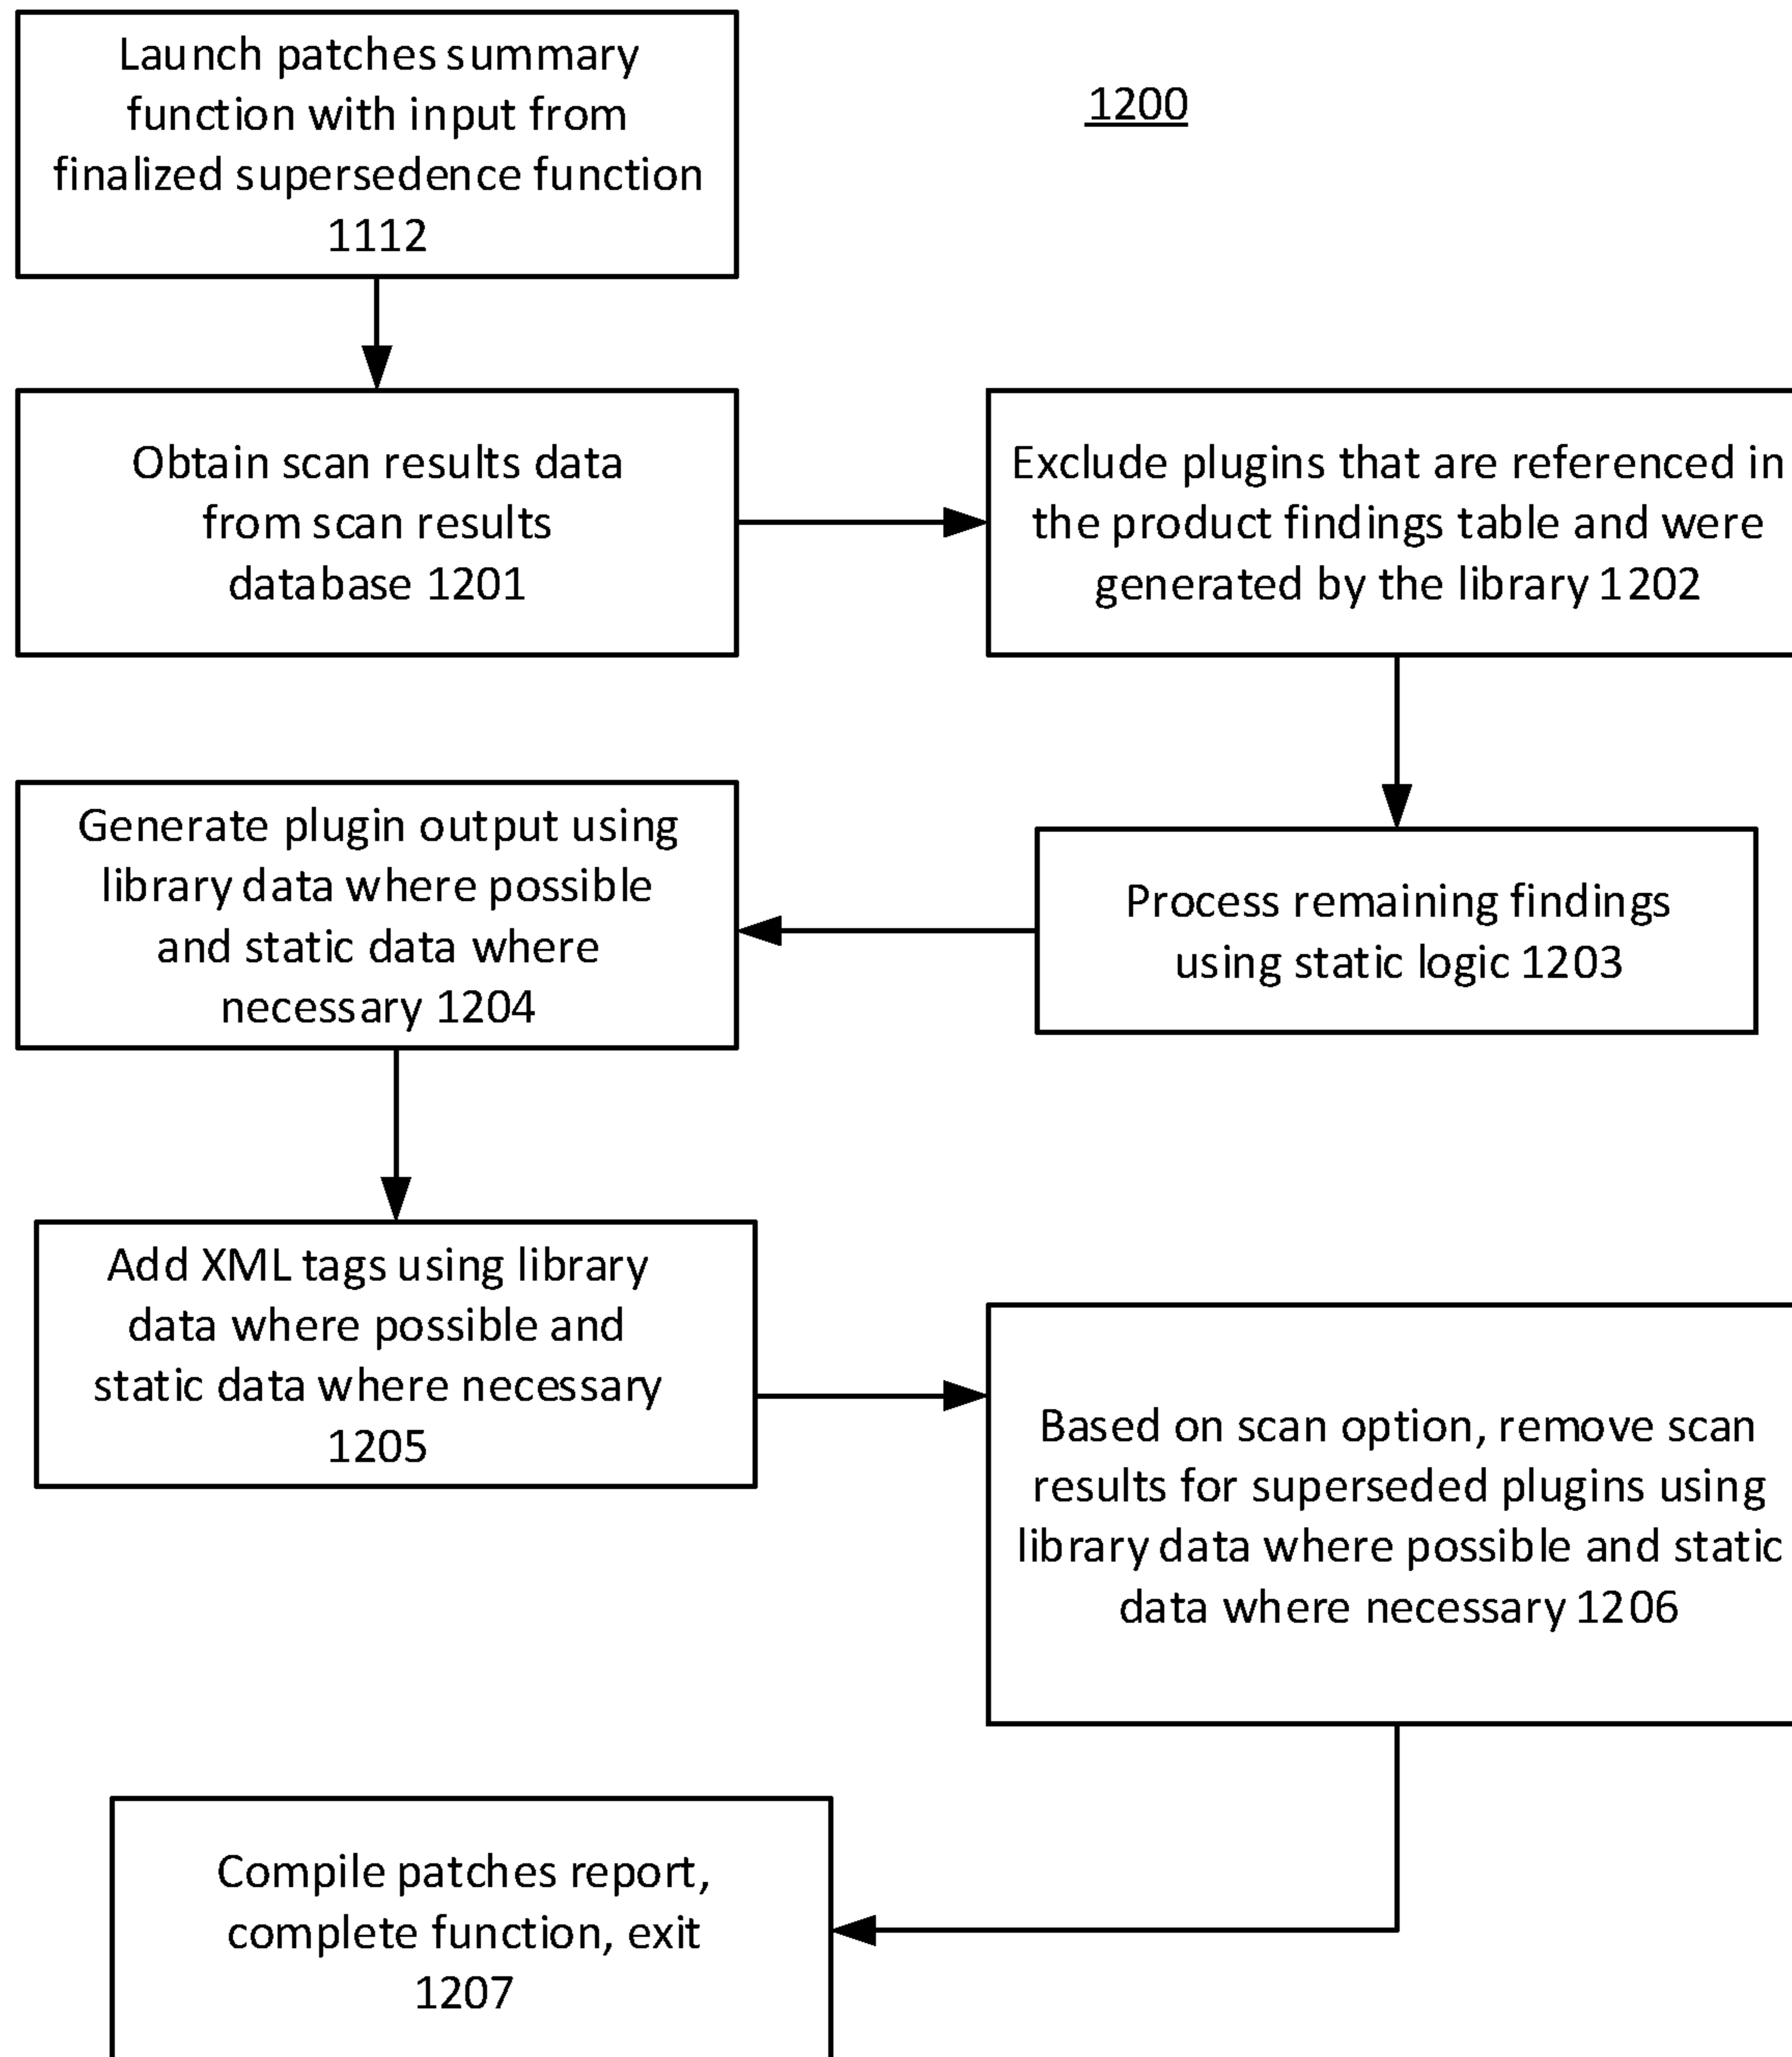 Launch patches summary
function with input from
finalized supersedence function
1112
1200
Obtain scan results data
from scan results
database 1201
Exclude plugins that are referenced in
the product findings table and were
generated by the library 1202
Process remaining findings
using static logic 1203
Generate plugin output using
library data where possible
and static data where
necessary 1204
Add XML tags using library
data where possible and
static data where necessary
1205
Based on scan option, remove scan
results for superseded plugins using
library data where possible and static
data where necessary 1206
Compile patches report,
complete function, exit
1207